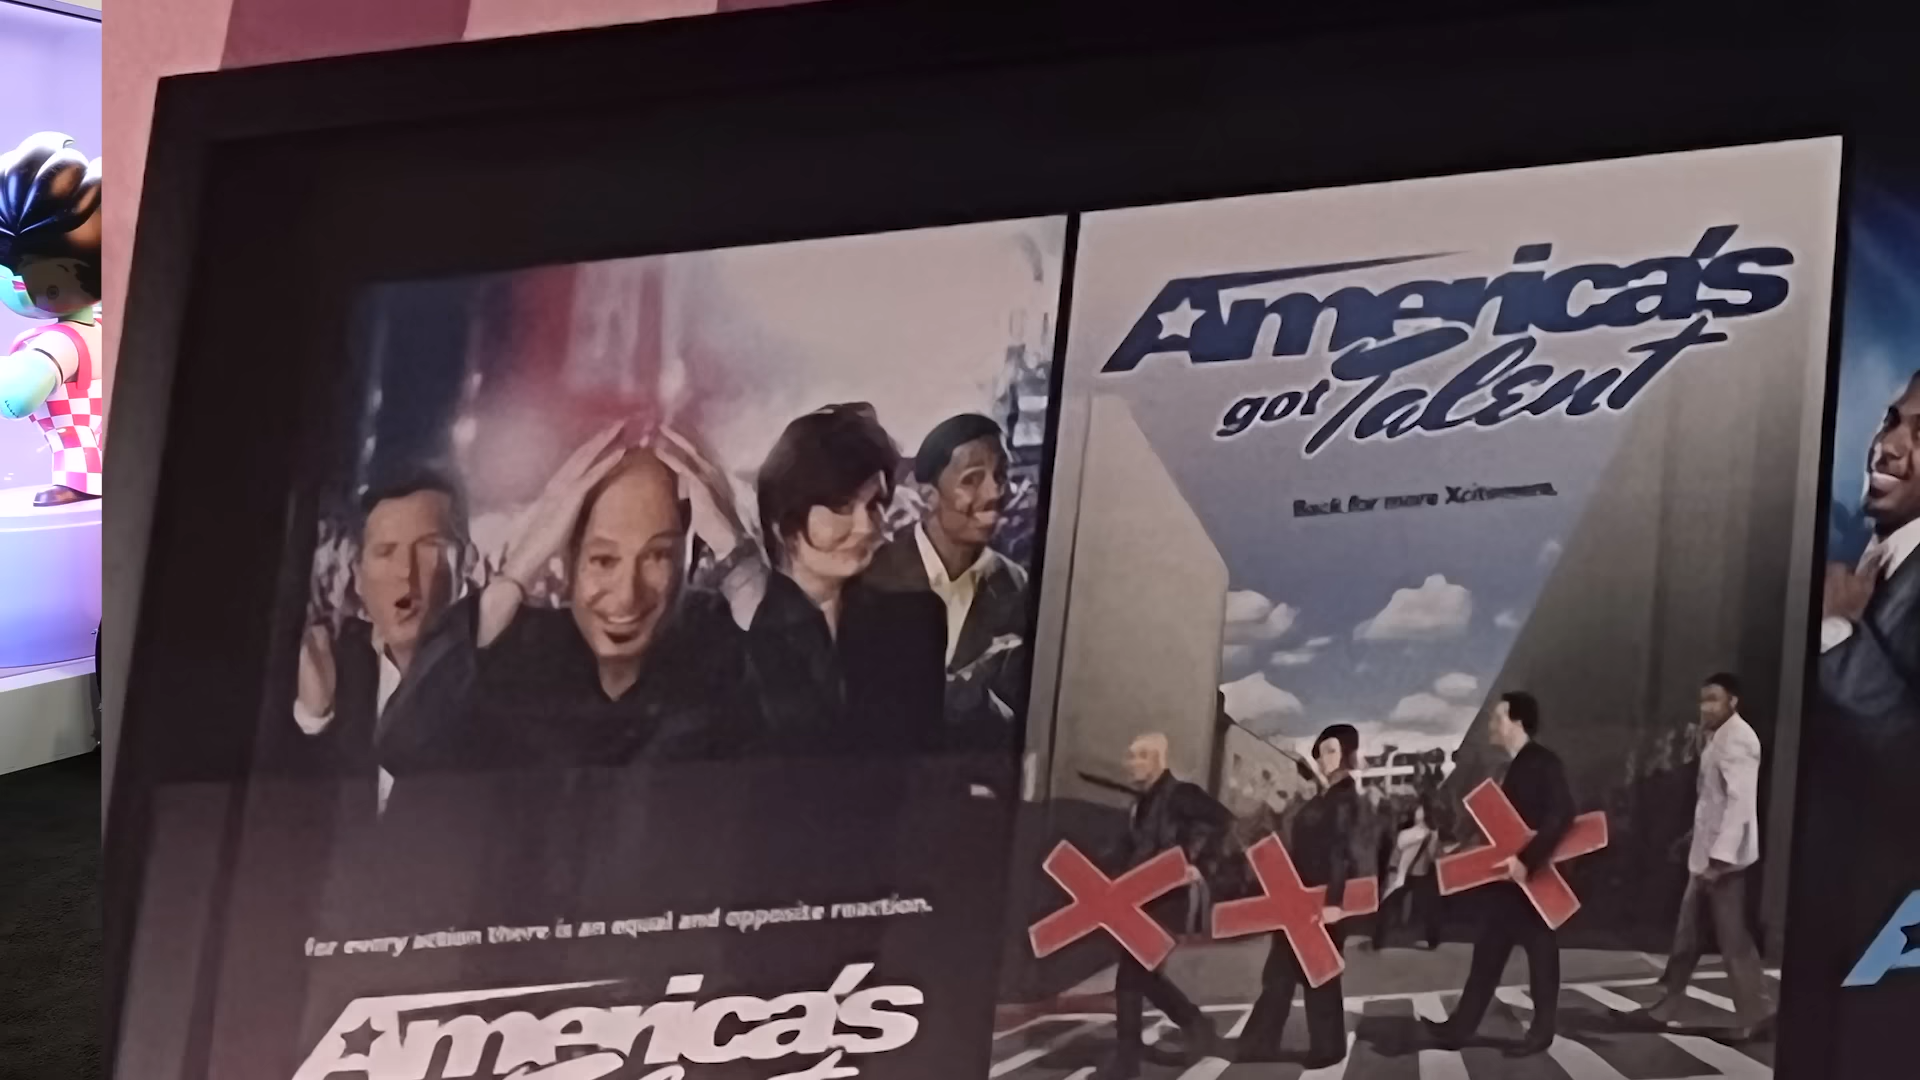 for every action there is an equal and opposite reaction.
America's
America's
got Talent
Back for more Xcitement.